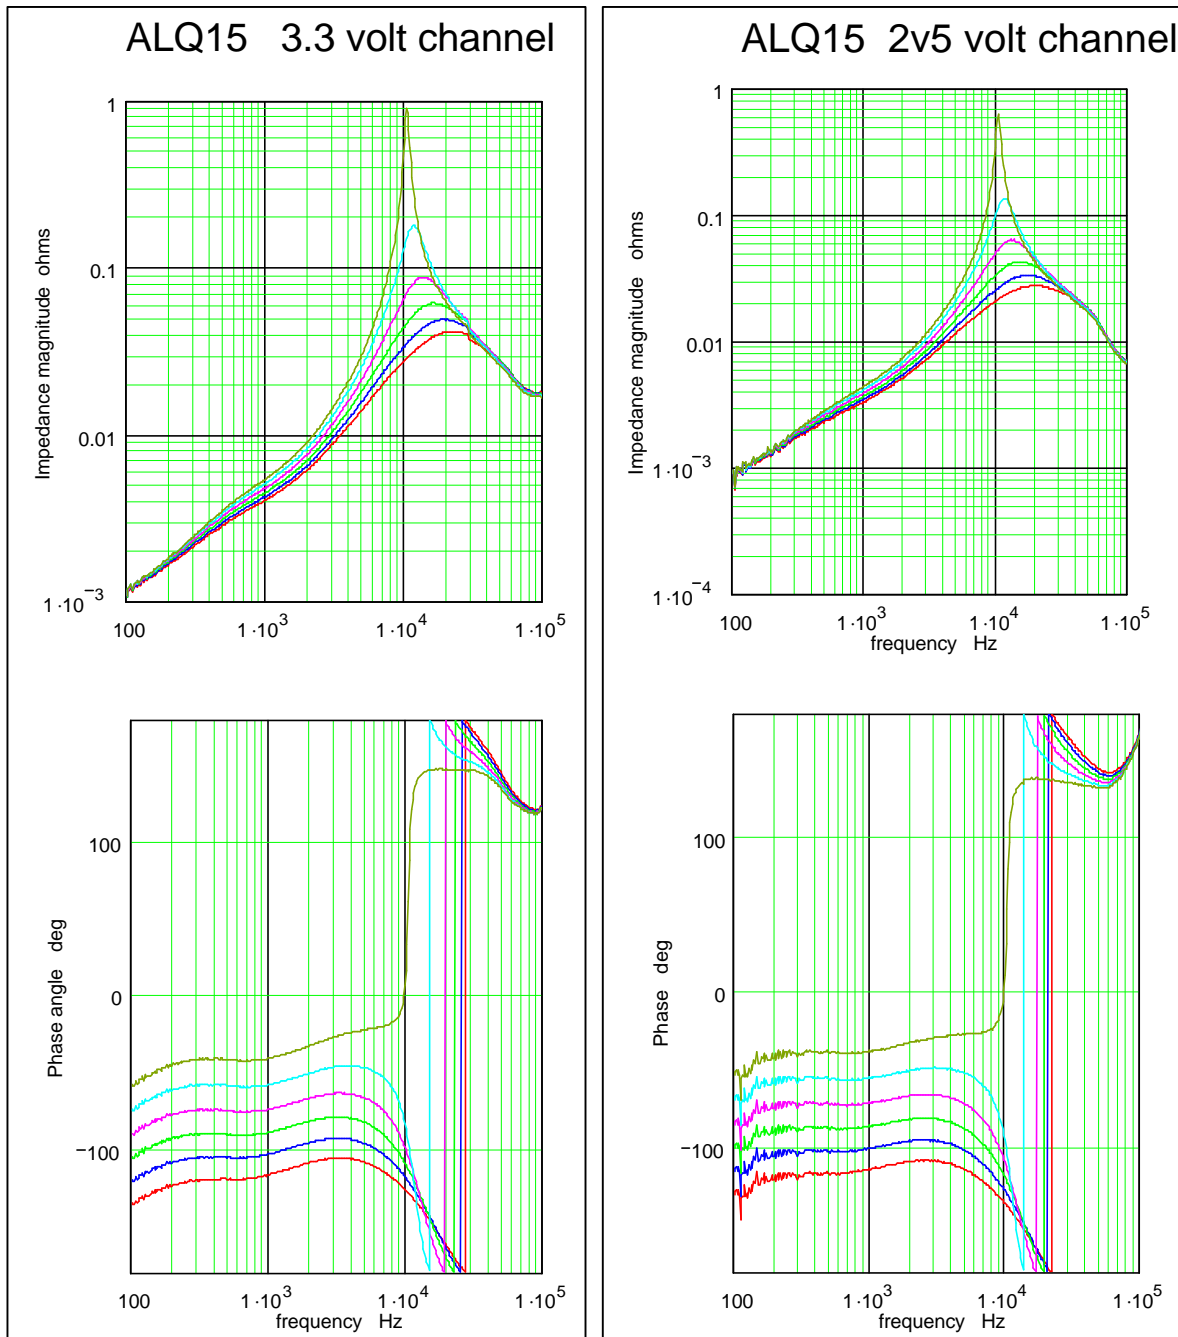 ALQ15 3.3 volt channel
1
0.1
0.01
1·10⁻³
Impedance magnitude ohms
100 1·10³ 1·10⁴ 1·10⁵
100
0
−100
Phase angle deg
100 1·10³ 1·10⁴ 1·10⁵
frequency Hz
ALQ15 2v5 volt channel
1
0.1
0.01
1·10⁻³
1·10⁻⁴
Impedance magnitude ohms
100 1·10³ 1·10⁴ 1·10⁵
frequency Hz
100
0
−100
Phase deg
100 1·10³ 1·10⁴ 1·10⁵
frequency Hz